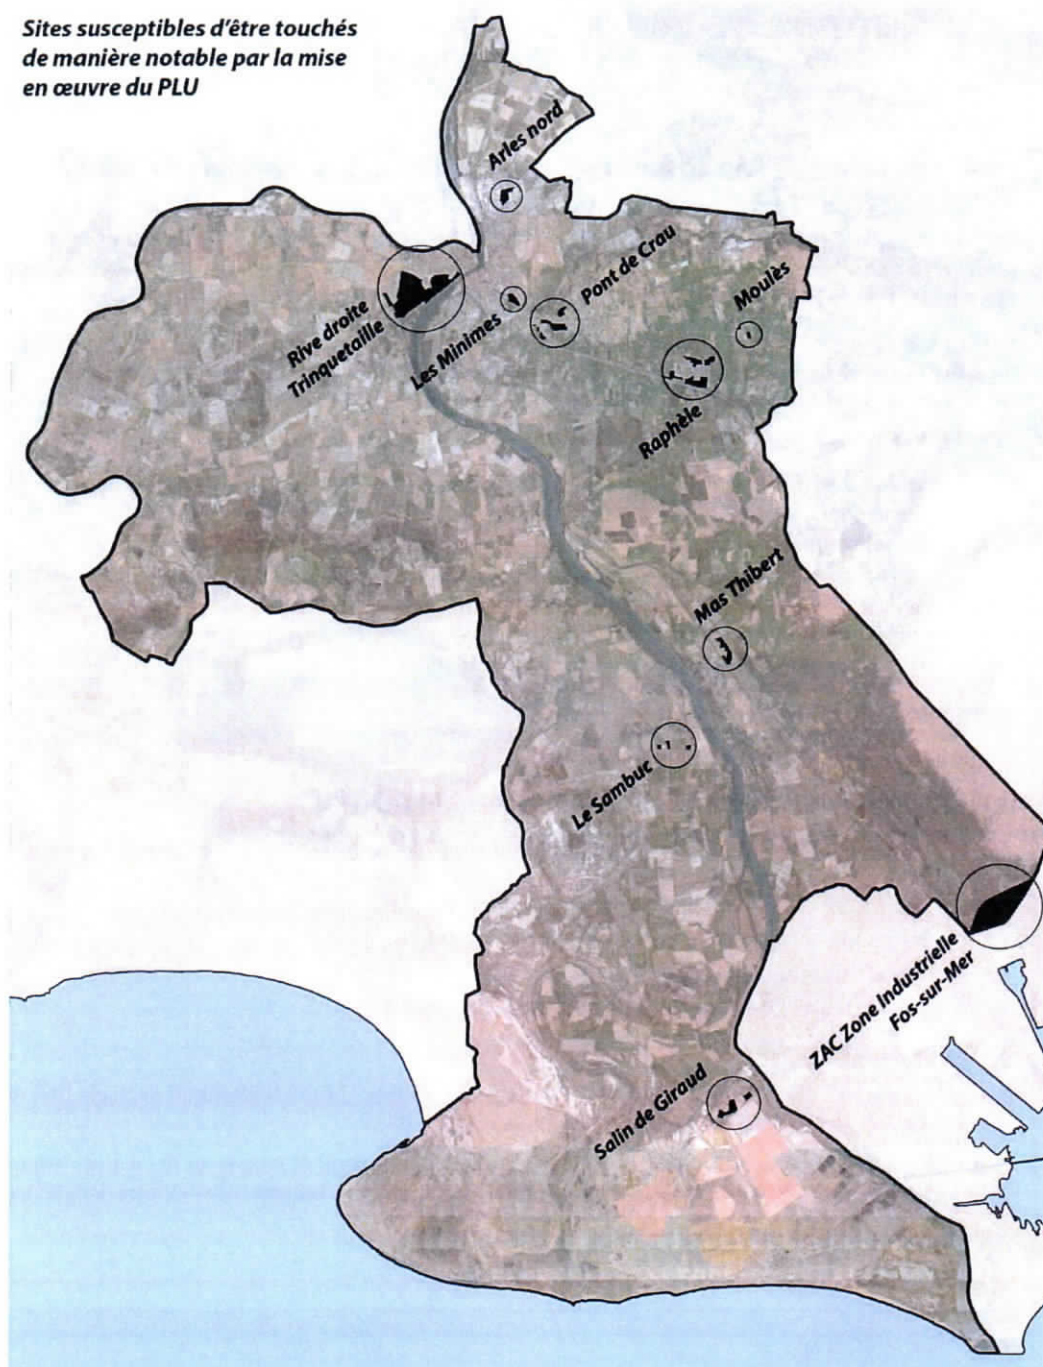 Sites susceptibles d'être touchés
de manière notable par la mise
en œuvre du PLU
Arles nord
Pont de Crau
Moulès
Rive droite
Trinquetaille
Les Minimes
Raphèle
Mas Thibert
Le Sambuc
ZAC Zone Industrielle
Fos-sur-Mer
Salin de Giraud